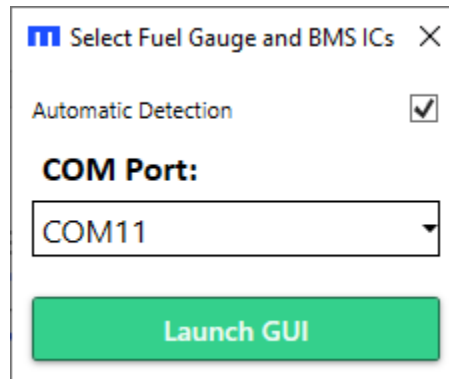 Select Fuel Gauge and BMS ICs
Automatic Detection
COM Port:
COM11
Launch GUI